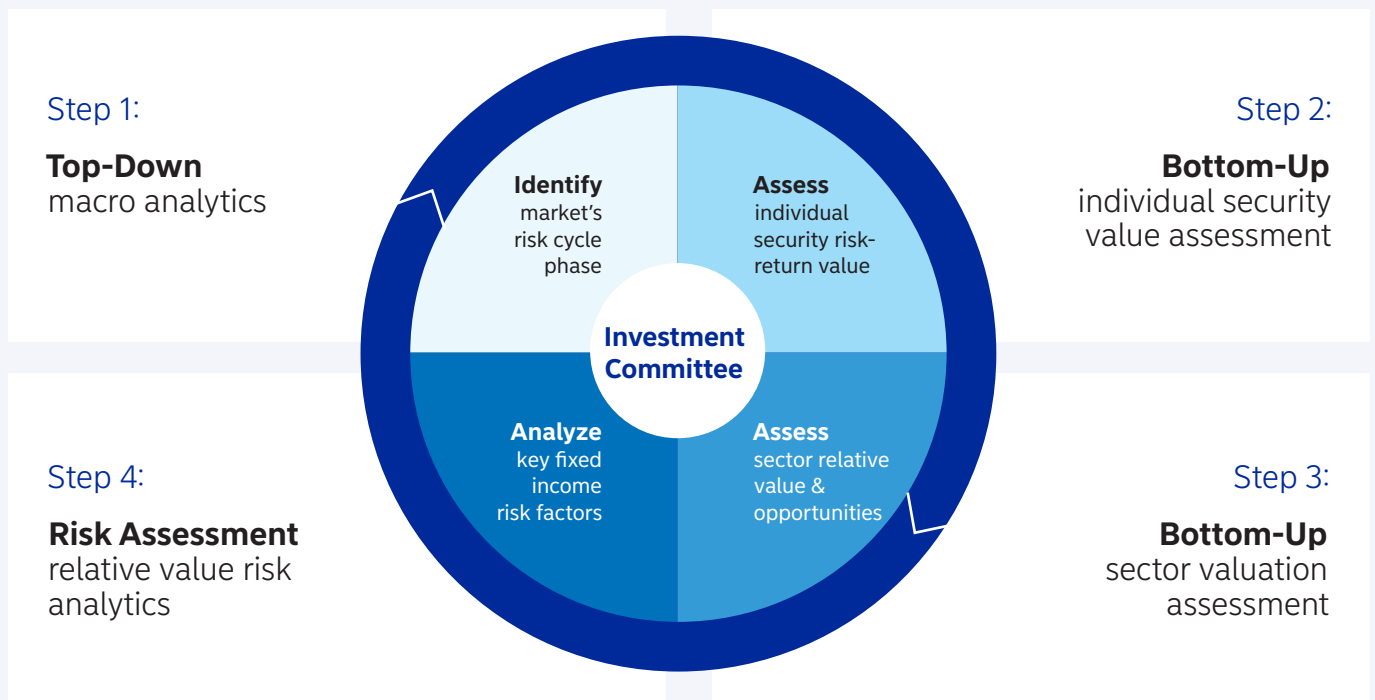 Step 1:
Top-Down
macro analytics
Identify
market's
risk cycle
phase
Assess
individual
security risk-
return value
Step 2:
Bottom-Up
individual security
value assessment
Investment
Committee
Step 4:
Risk Assessment
relative value risk
analytics
Analyze
key fixed
income
risk factors
Assess
sector relative
value &
opportunities
Step 3:
Bottom-Up
sector valuation
assessment